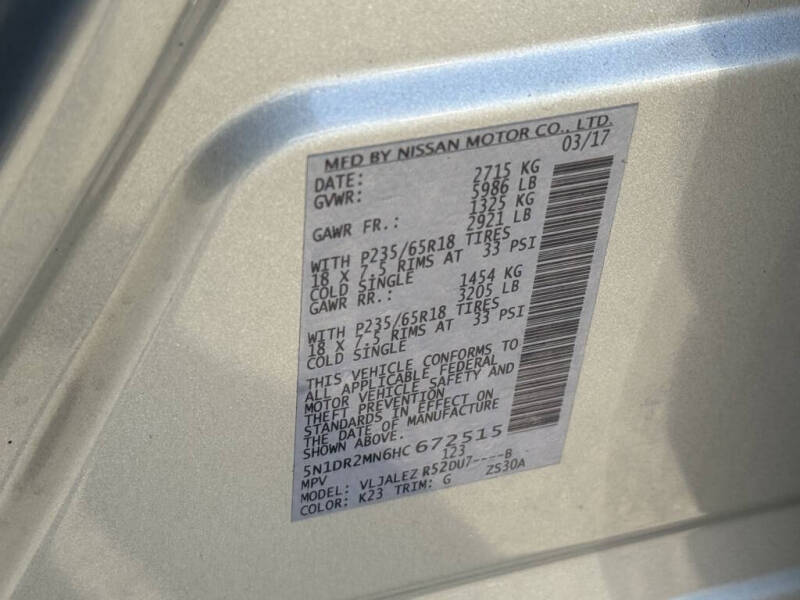 MFD BY NISSAN MOTOR CO., LTD.
DATE: 03/17
GVWR: 2715 KG
5986 LB
GAWR FR.: 1325 KG
2921 LB
WITH P235/65R18 TIRES
18 X 7.5 RIMS AT 33 PSI
COLD SINGLE
GAWR RR.: 1454 KG
3205 LB
WITH P235/65R18 TIRES
18 X 7.5 RIMS AT 33 PSI
COLD SINGLE
THIS VEHICLE CONFORMS TO
ALL APPLICABLE FEDERAL
MOTOR VEHICLE SAFETY AND
THEFT PREVENTION
STANDARDS IN EFFECT ON
THE DATE OF MANUFACTURE
SHOWN ABOVE.
5N1DR2MN6HC 672515
MPV 123
MODEL: VLJALEZ R52DU7----B
COLOR: K23 TRIM: G ZS30A